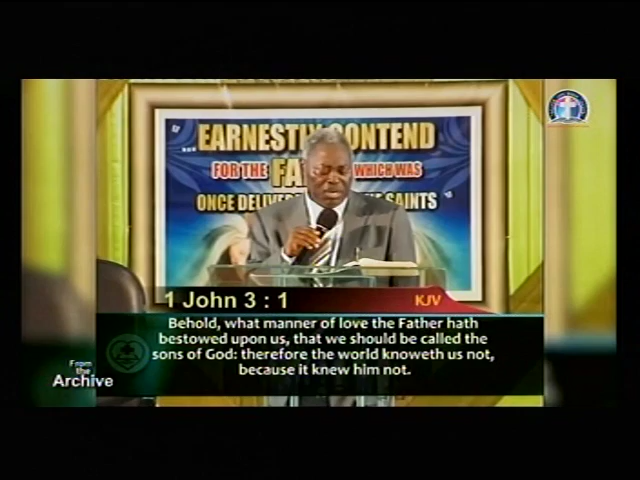 "
...EARNESTLY CONTEND
FOR THE WHICH WAS
ONCE SAINTS "
1 John 3 : 1
KJV
Behold, what manner of love the Father hath
bestowed upon us, that we should be called the
sons of God: therefore the world knoweth us not,
because it knew him not.
From
the
Archive